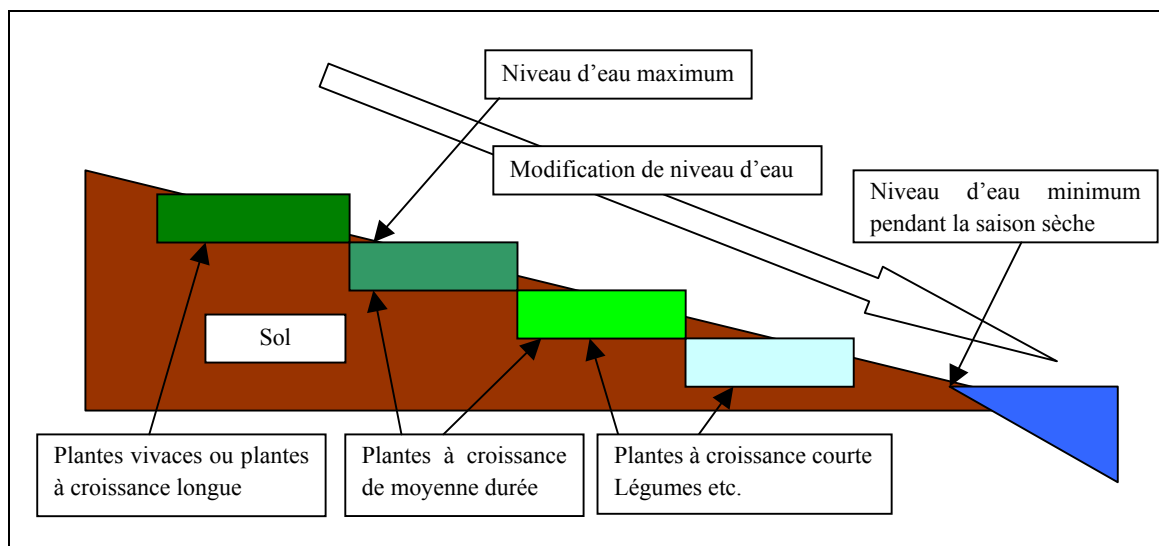 Niveau d'eau maximum
Modification de niveau d'eau
Niveau d'eau minimum
pendant la saison sèche
Sol
Plantes vivaces ou plantes
à croissance longue
Plantes à croissance
de moyenne durée
Plantes à croissance courte
Légumes etc.